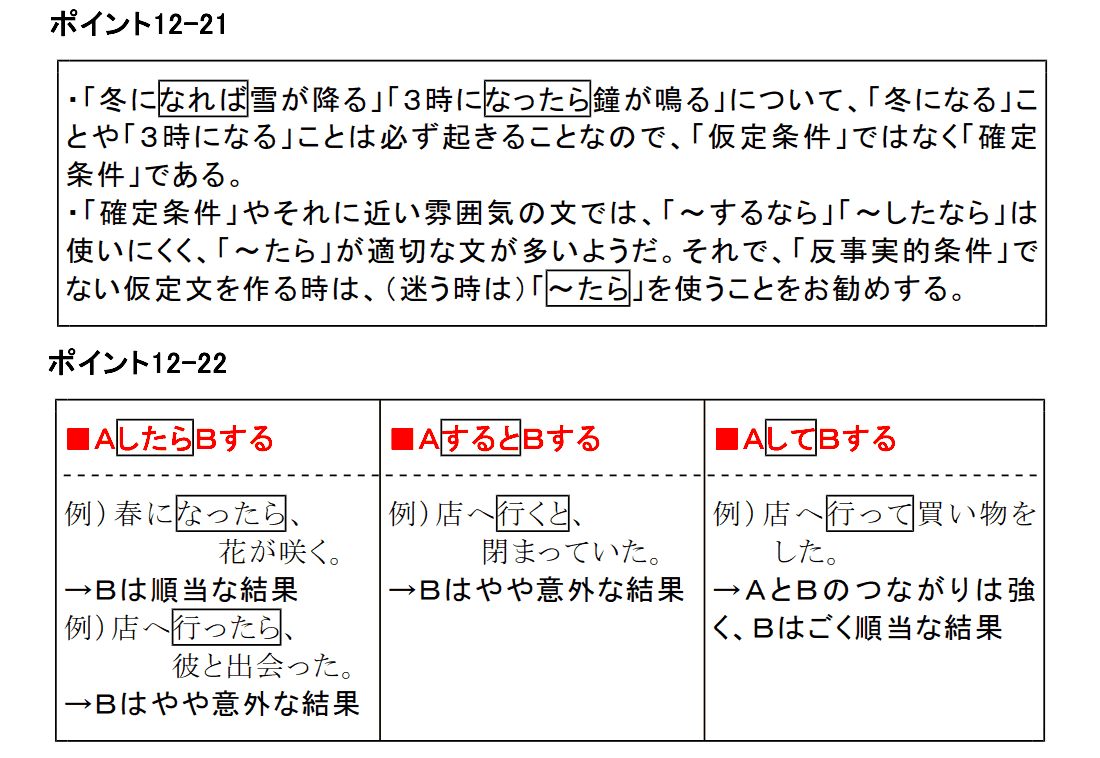 ポイント12-21
・「冬になれば雪が降る」「3時になったら鐘が鳴る」について、「冬になる」こ
とや「3時になる」ことは必ず起きることなので、「仮定条件」ではなく「確定
条件」である。
・「確定条件」やそれに近い雰囲気の文では、「～するなら」「～したなら」は
使いにくく、「～たら」が適切な文が多いようだ。それで、「反事実的条件」で
ない仮定文を作る時は、(迷う時は)「～たら」を使うことをお勧めする。
ポイント12-22
■AしたらBする
例)春になったら、
花が咲く。
→Bは順当な結果
例)店へ行ったら、
彼と出会った。
→Bはやや意外な結果
■AするとBする
例)店へ行くと、
閉まっていた。
→Bはやや意外な結果
■AしてBする
例)店へ行って買い物を
した。
→AとBのつながりは強
く、Bはごく順当な結果